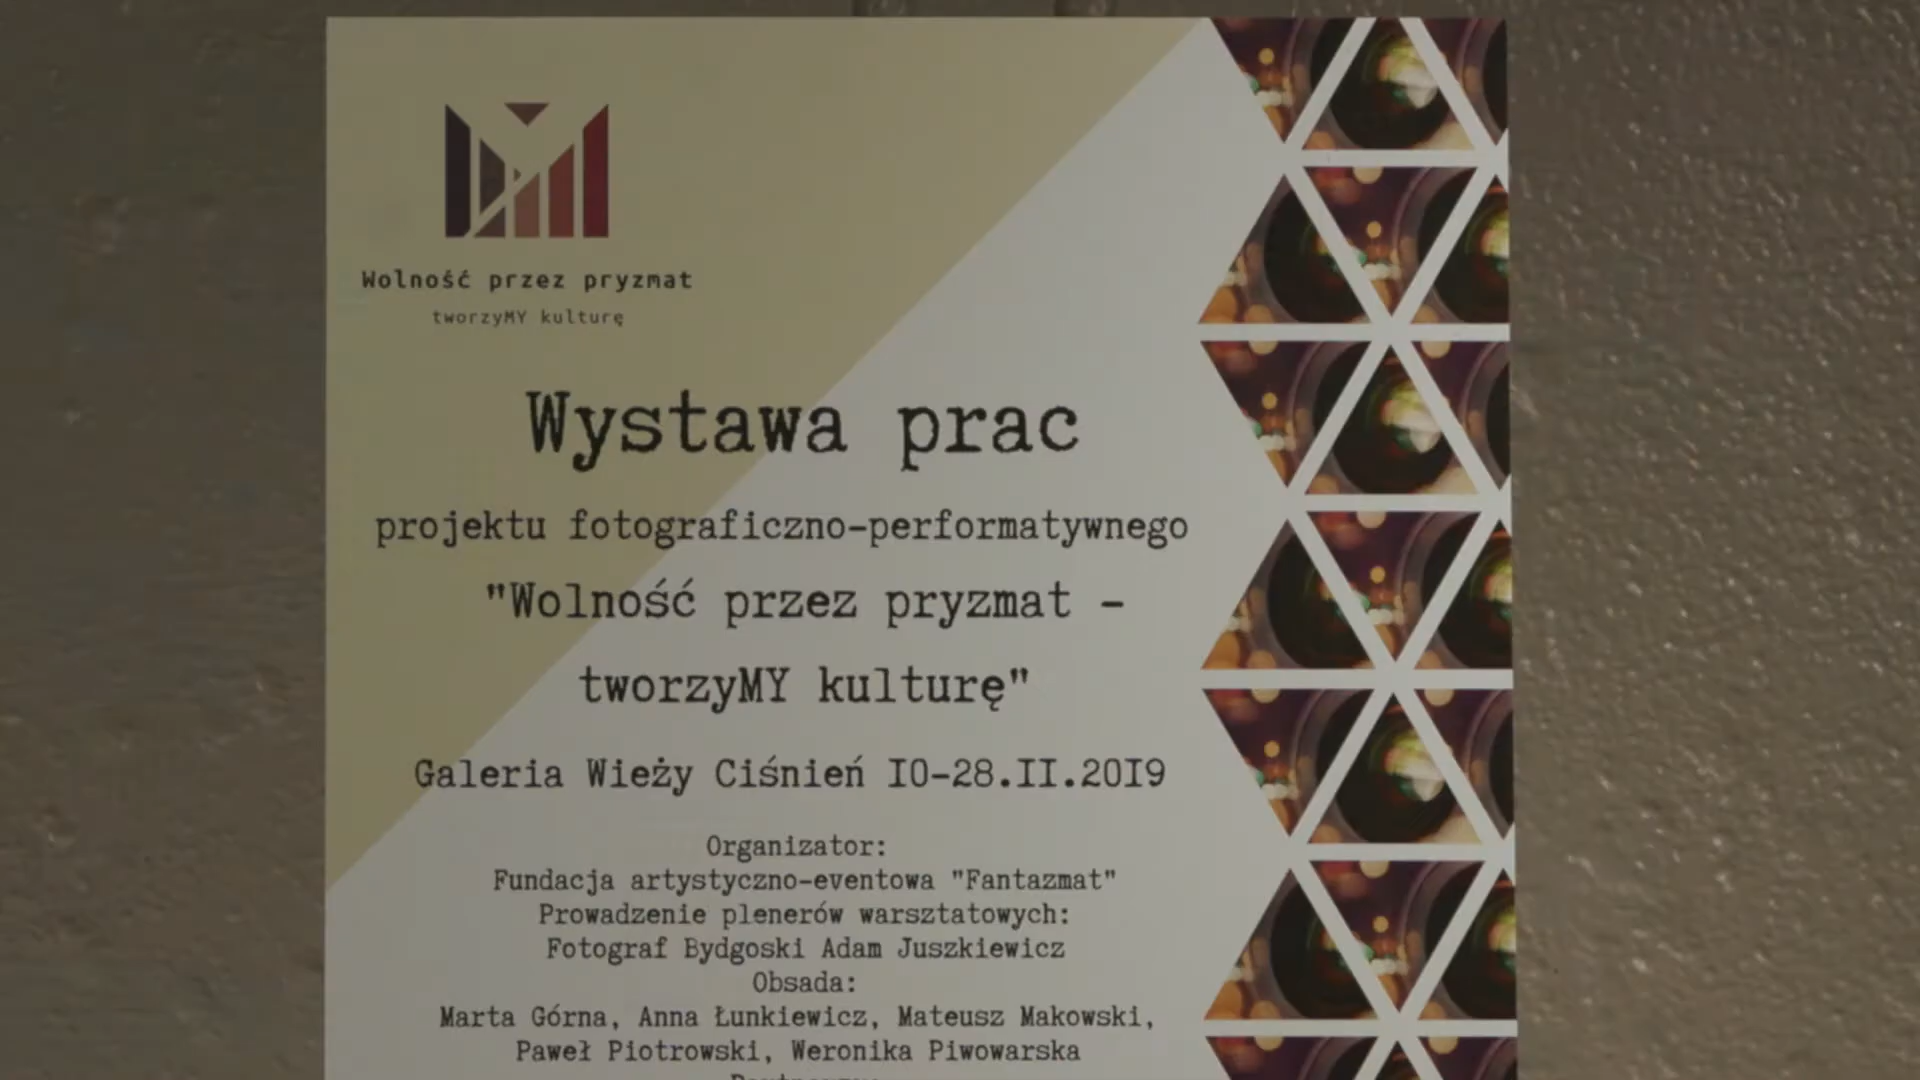 Wolność przez pryzmat
tworzyMY kulturę
Wystawa prac
projektu fotograficzno-performatywnego
"Wolność przez pryzmat -
tworzyMY kulturę"
Galeria Wieży Ciśnień 10-28.II.2019
Organizator:
Fundacja artystyczno-eventowa "Fantazmat"
Prowadzenie plenerów warsztatowych:
Fotograf Bydgoski Adam Juszkiewicz
Obsada:
Marta Górna, Anna Łunkiewicz, Mateusz Makowski,
Paweł Piotrowski, Weronika Piwowarska